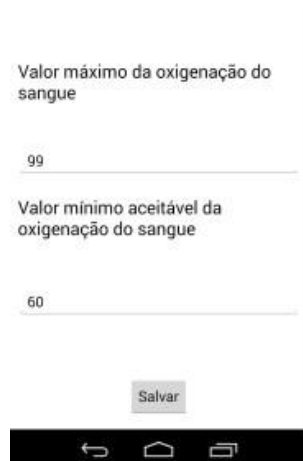 Valor máximo da oxigenação do
sangue
99
Valor mínimo aceitável da
oxigenação do sangue
60
Salvar